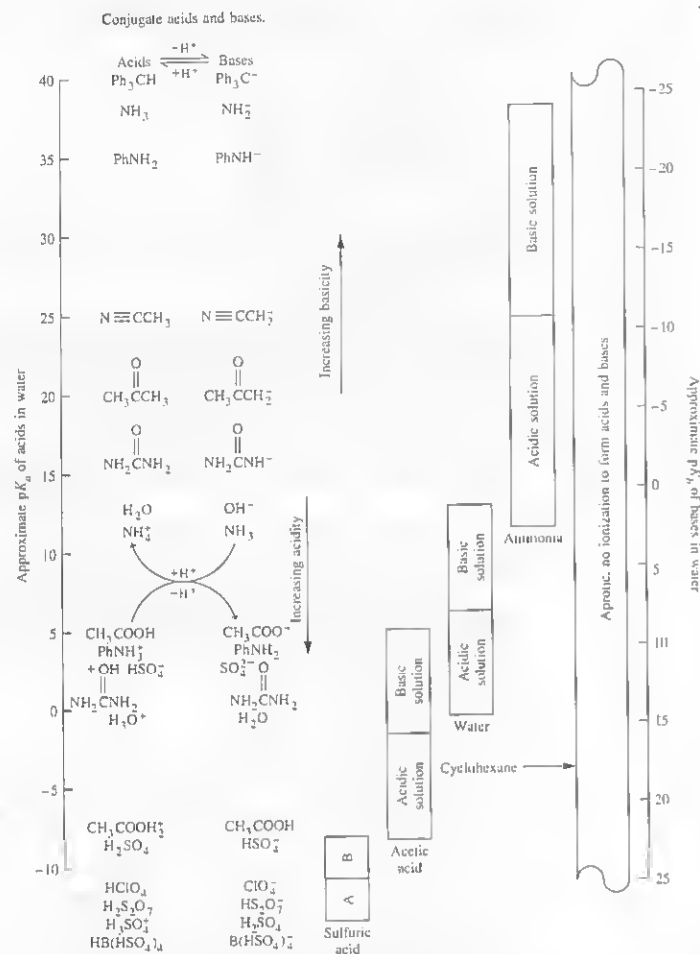 Conjugate acids and bases.
−H⁺
Acids ⇌ Bases
+H⁺
Ph₃CH Ph₃C⁻
NH₃ NH₂⁻
PhNH₂ PhNH⁻
N≡CCH₃ N≡CCH₂⁻
O O
CH₃CCH₃ CH₃CCH₂⁻
O O
NH₂CNH₂ NH₂CNH⁻
H₂O OH⁻
NH₄⁺ NH₃
+H⁺
−H⁺
CH₃COOH CH₃COO⁻
PhNH₃⁺ PhNH₂
+OH HSO₄⁻ SO₄²⁻ O
NH₂CNH₂ NH₂CNH₂
H₃O⁺ H₂O
CH₃COOH₂⁺ CH₃COOH
H₂SO₄ HSO₄⁻
HClO₄ ClO₄⁻
H₂S₂O₇ HS₂O₇⁻
H₃SO₄⁺ H₂SO₄
HB(HSO₄)₄ B(HSO₄)₄⁻
Approximate pKₐ of acids in water
40
35
30
25
20
15
10
5
0
−5
−10
Increasing basicity
Increasing acidity
B
A
Sulfuric
acid
Basic
solution
Acidic
solution
Acetic
acid
Basic
solution
Acidic
solution
Water
Basic solution
Acidic solution
Ammonia
Cyclohexane
Aprotic, no ionization to form acids and bases
−25
−20
−15
−10
−5
0
5
15
20
25
Approximate pK_b of bases in water